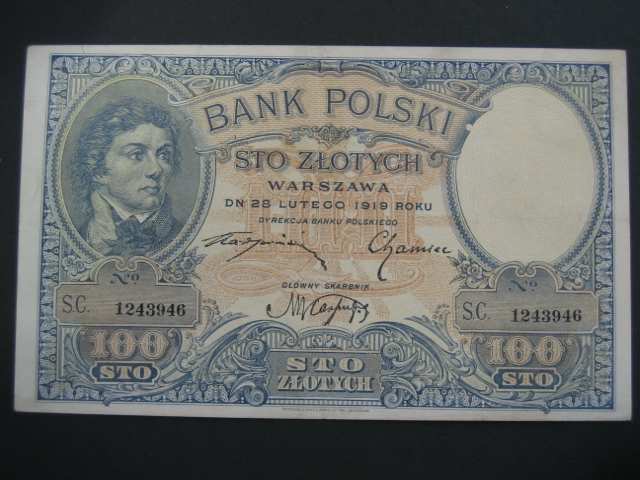 BANK POLSKI
STO ZŁOTYCH
WARSZAWA
DN 28 LUTEGO 1919 ROKU
DYREKCJA BANKU POLSKIEGO
GŁÓWNY SKARBNIK
No
S.C. 1243946
No
S.C. 1243946
100
STO
STO
ZŁOTYCH
100
STO